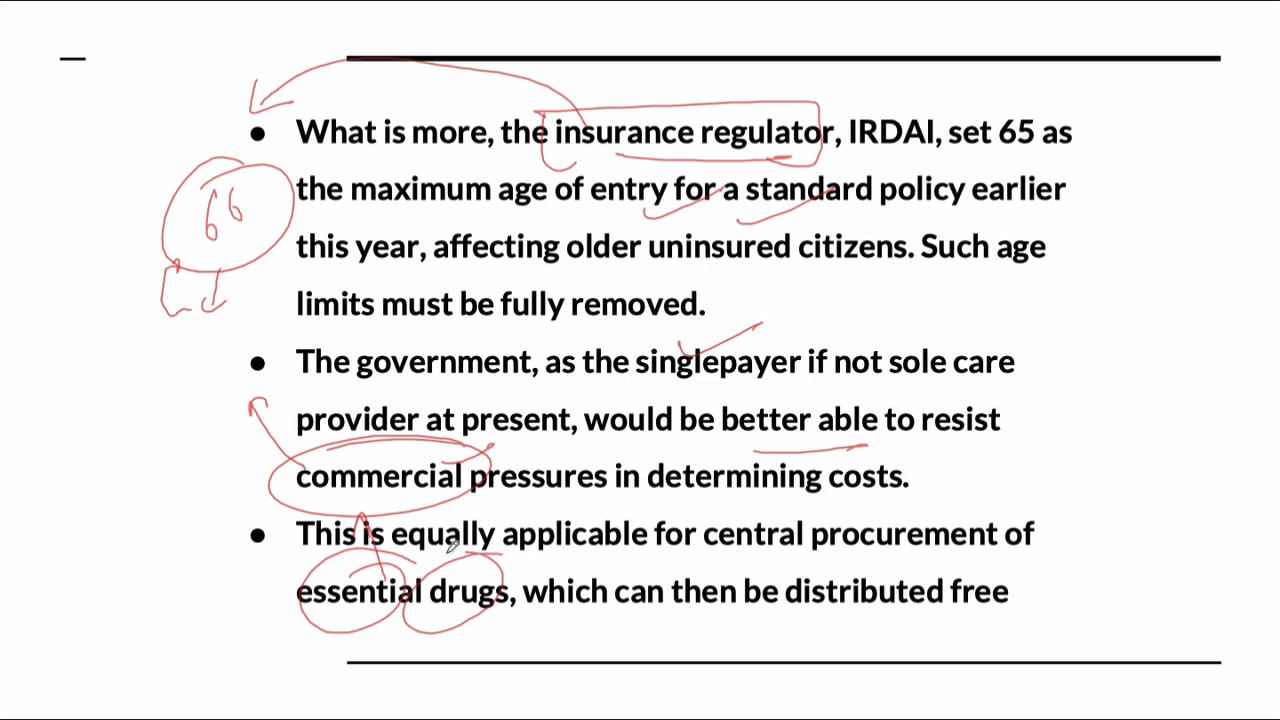 ● What is more, the insurance regulator, IRDAI, set 65 as
the maximum age of entry for a standard policy earlier
66
this year, affecting older uninsured citizens. Such age
limits must be fully removed.
● The government, as the singlepayer if not sole care
provider at present, would be better able to resist
commercial pressures in determining costs.
● This is equally applicable for central procurement of
essential drugs, which can then be distributed free